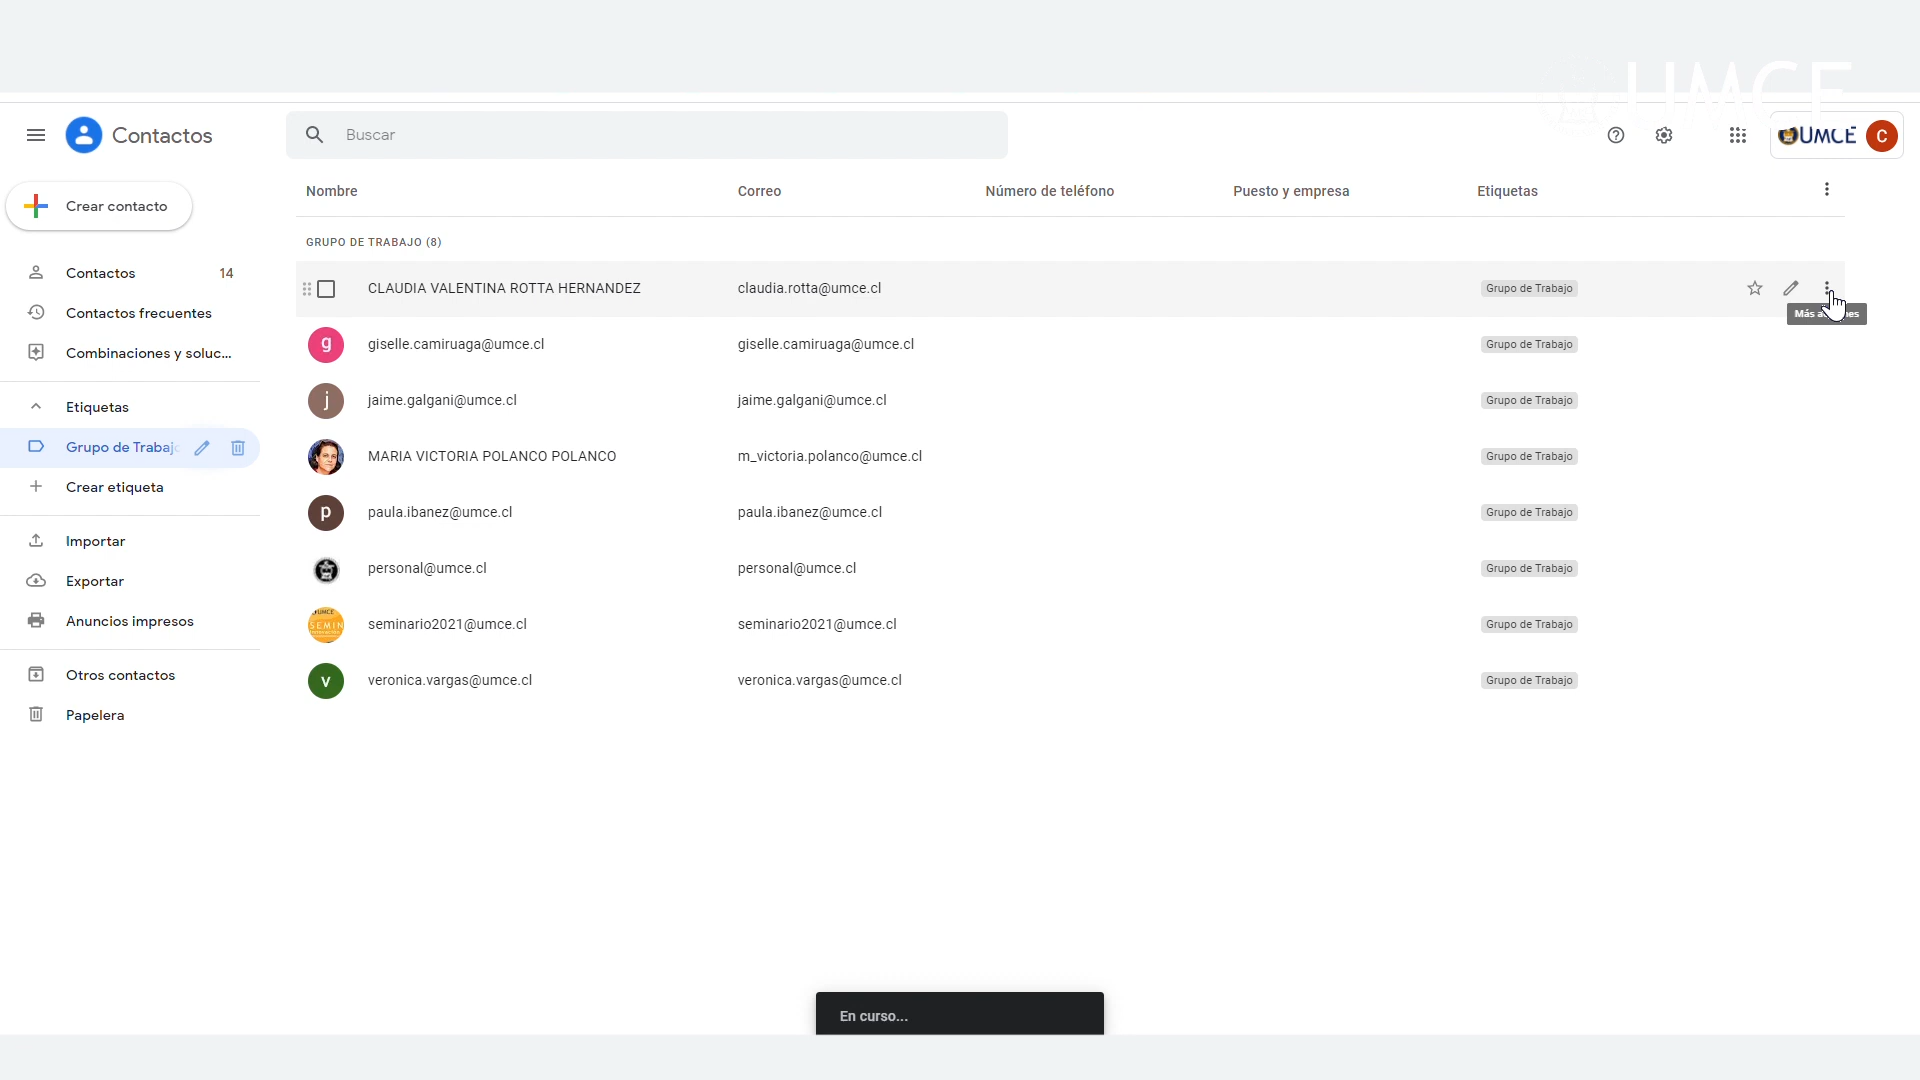 UMCE
Contactos
Buscar
UMCE
C
Crear contacto
Nombre
Correo
Número de teléfono
Puesto y empresa
Etiquetas
GRUPO DE TRABAJO (8)
Contactos
14
Contactos frecuentes
Combinaciones y soluc...
Etiquetas
Grupo de Trabajo
Crear etiqueta
Importar
Exportar
Anuncios impresos
Otros contactos
Papelera
CLAUDIA VALENTINA ROTTA HERNANDEZ claudia.rotta@umce.cl Grupo de Trabajo
Más
g giselle.camiruaga@umce.cl giselle.camiruaga@umce.cl Grupo de Trabajo
j jaime.galgani@umce.cl jaime.galgani@umce.cl Grupo de Trabajo
MARIA VICTORIA POLANCO POLANCO m_victoria.polanco@umce.cl Grupo de Trabajo
p paula.ibanez@umce.cl paula.ibanez@umce.cl Grupo de Trabajo
personal@umce.cl personal@umce.cl Grupo de Trabajo
seminario2021@umce.cl seminario2021@umce.cl Grupo de Trabajo
v veronica.vargas@umce.cl veronica.vargas@umce.cl Grupo de Trabajo
En curso...